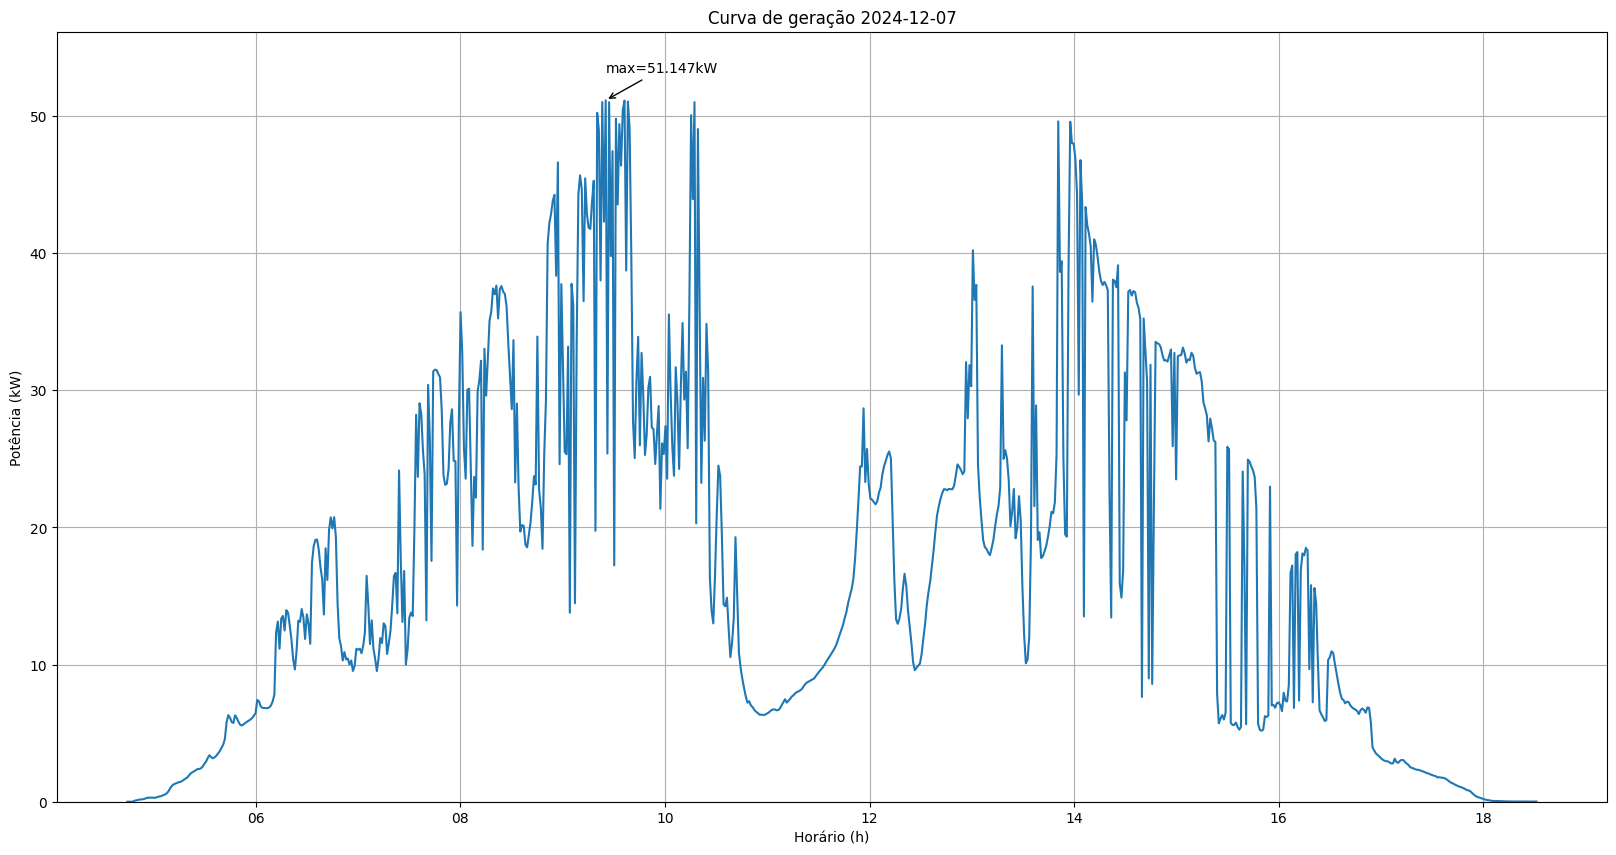 Curva de geração 2024-12-07
max=51.147kW
50
40
30
20
10
0
Potência (kW)
06 08 10 12 14 16 18
Horário (h)